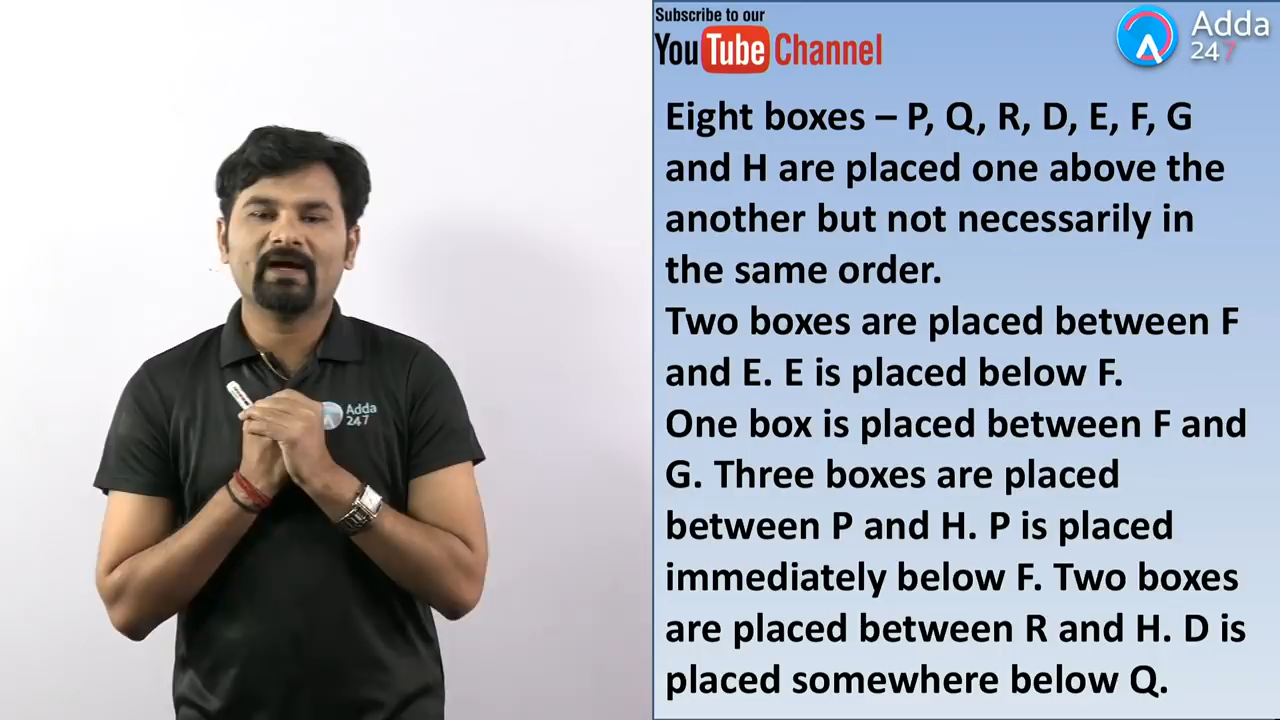 Subscribe to our
YouTube Channel
Adda
247
Eight boxes – P, Q, R, D, E, F, G
and H are placed one above the
another but not necessarily in
the same order.
Two boxes are placed between F
and E. E is placed below F.
One box is placed between F and
G. Three boxes are placed
between P and H. P is placed
immediately below F. Two boxes
are placed between R and H. D is
placed somewhere below Q.
Adda
247